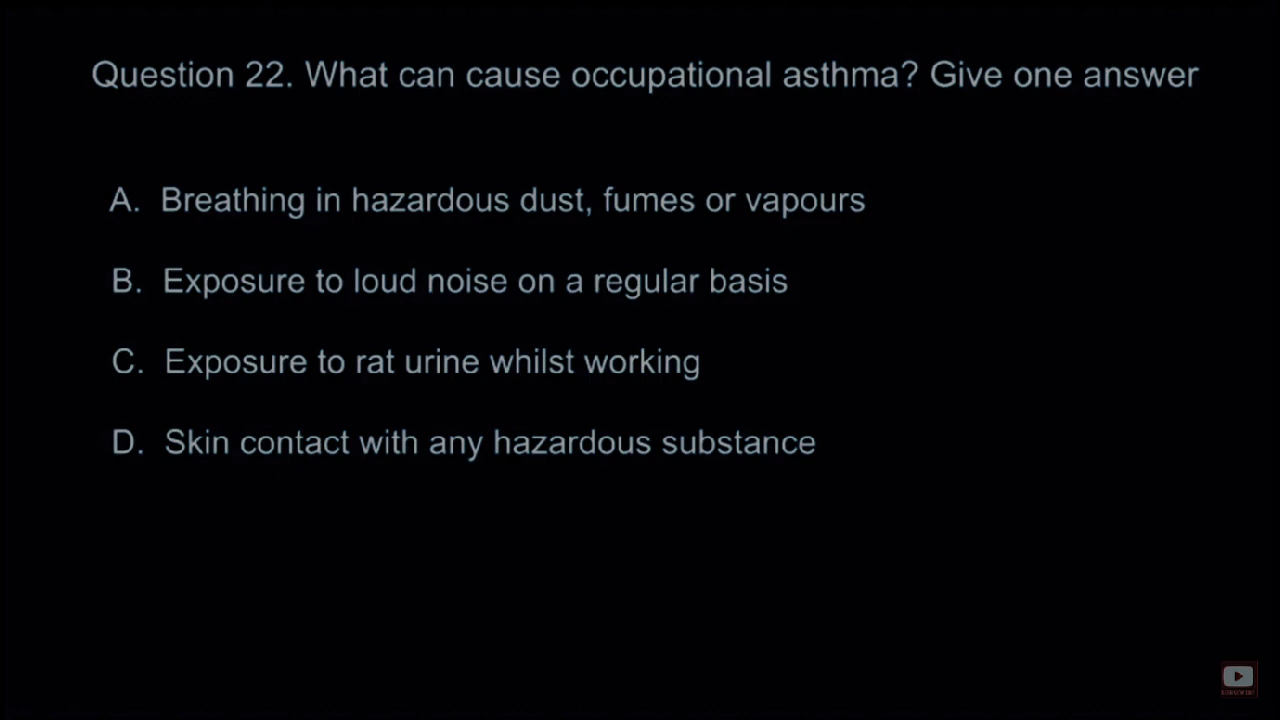 Question 22. What can cause occupational asthma? Give one answer
A. Breathing in hazardous dust, fumes or vapours
B. Exposure to loud noise on a regular basis
C. Exposure to rat urine whilst working
D. Skin contact with any hazardous substance